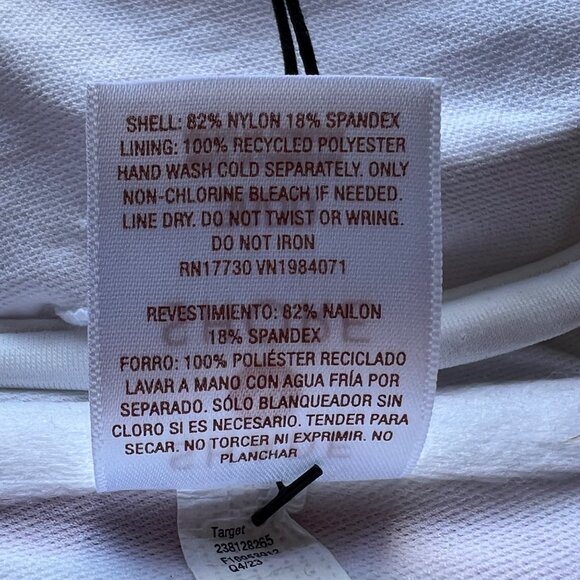 SHELL: 82% NYLON 18% SPANDEX
LINING: 100% RECYCLED POLYESTER
HAND WASH COLD SEPARATELY. ONLY
NON-CHLORINE BLEACH IF NEEDED.
LINE DRY. DO NOT TWIST OR WRING.
DO NOT IRON
RN17730 VN1984071
REVESTIMIENTO: 82% NAILON
18% SPANDEX
FORRO: 100% POLIÉSTER RECICLADO
LAVAR A MANO CON AGUA FRÍA POR
SEPARADO. SÓLO BLANQUEADOR SIN
CLORO SI ES NECESARIO. TENDER PARA
SECAR. NO TORCER NI EXPRIMIR. NO
PLANCHAR
Target
238128265
Q4/23